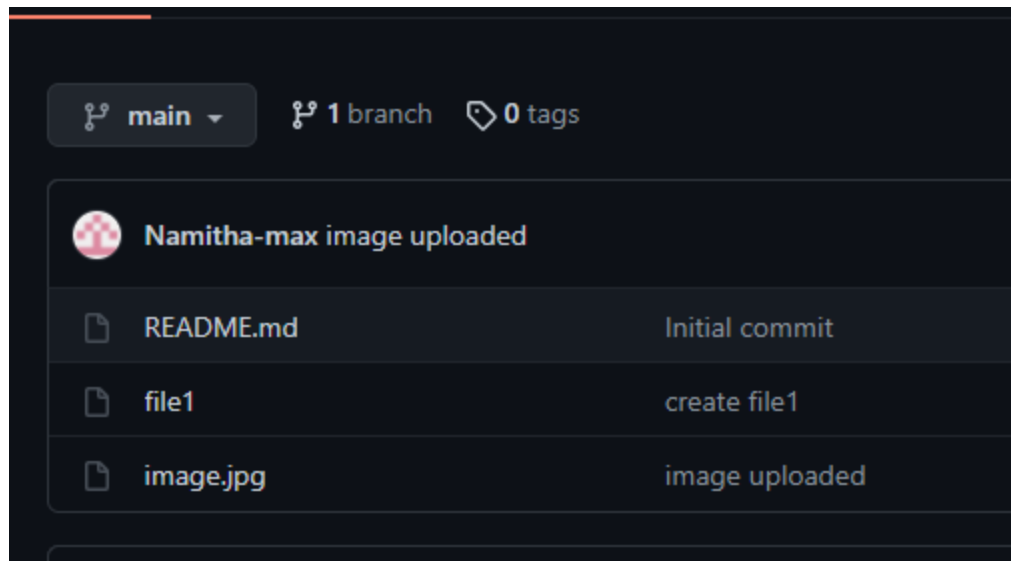 main 1 branch 0 tags
Namitha-max image uploaded
README.md Initial commit
file1 create file1
image.jpg image uploaded